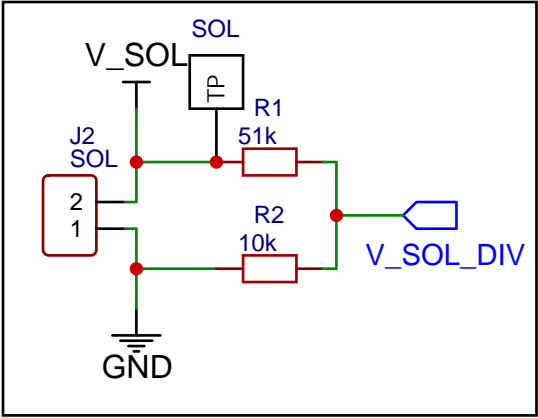 SOL
V_SOL
TP
R1
51k
J2
SOL
2
1
R2
10k
V_SOL_DIV
GND